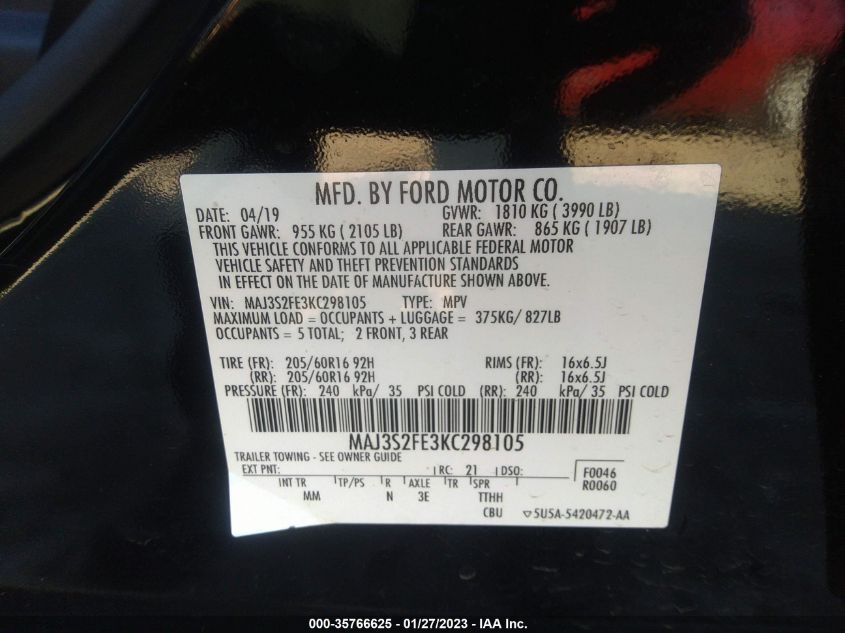 MFD. BY FORD MOTOR CO.
DATE: 04/19 GVWR: 1810 KG ( 3990 LB)
FRONT GAWR: 955 KG ( 2105 LB) REAR GAWR: 865 KG ( 1907 LB)
THIS VEHICLE CONFORMS TO ALL APPLICABLE FEDERAL MOTOR
VEHICLE SAFETY AND THEFT PREVENTION STANDARDS
IN EFFECT ON THE DATE OF MANUFACTURE SHOWN ABOVE.
VIN: MAJ3S2FE3KC298105 TYPE: MPV
MAXIMUM LOAD = OCCUPANTS + LUGGAGE = 375KG/ 827LB
OCCUPANTS = 5 TOTAL; 2 FRONT, 3 REAR
TIRE (FR): 205/60R16 92H RIMS (FR): 16x6.5J
(RR): 205/60R16 92H (RR): 16x6.5J
PRESSURE (FR): 240 kPa/ 35 PSI COLD (RR): 240 kPa/ 35 PSI COLD
MAJ3S2FE3KC298105
TRAILER TOWING - SEE OWNER GUIDE
EXT PNT: RC: 21 DSO: F0046
INT TR TP/PS R AXLE TR SPR R0060
MM N 3E TTHH
CBU ▽5U5A-5420472-AA
000-35766625 - 01/27/2023 - IAA Inc.